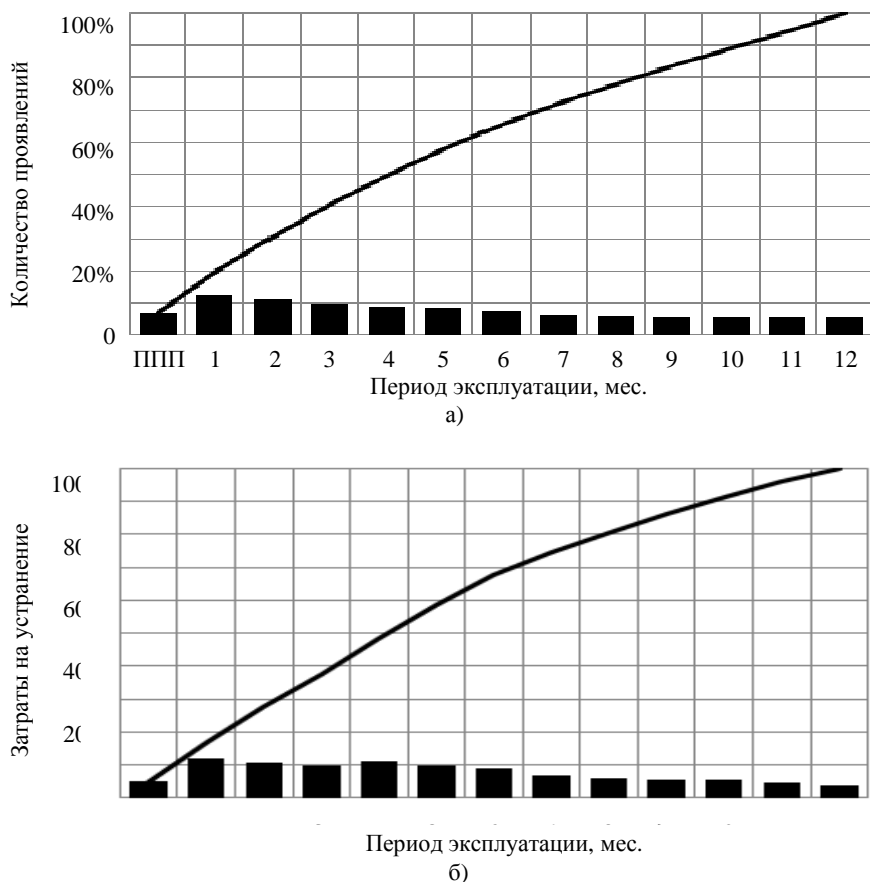 Количество проявлений
100%
80%
60%
40%
20%
0
ППП 1 2 3 4 5 6 7 8 9 10 11 12
Период эксплуатации, мес.
а)
Затраты на устранение
Период эксплуатации, мес.
б)